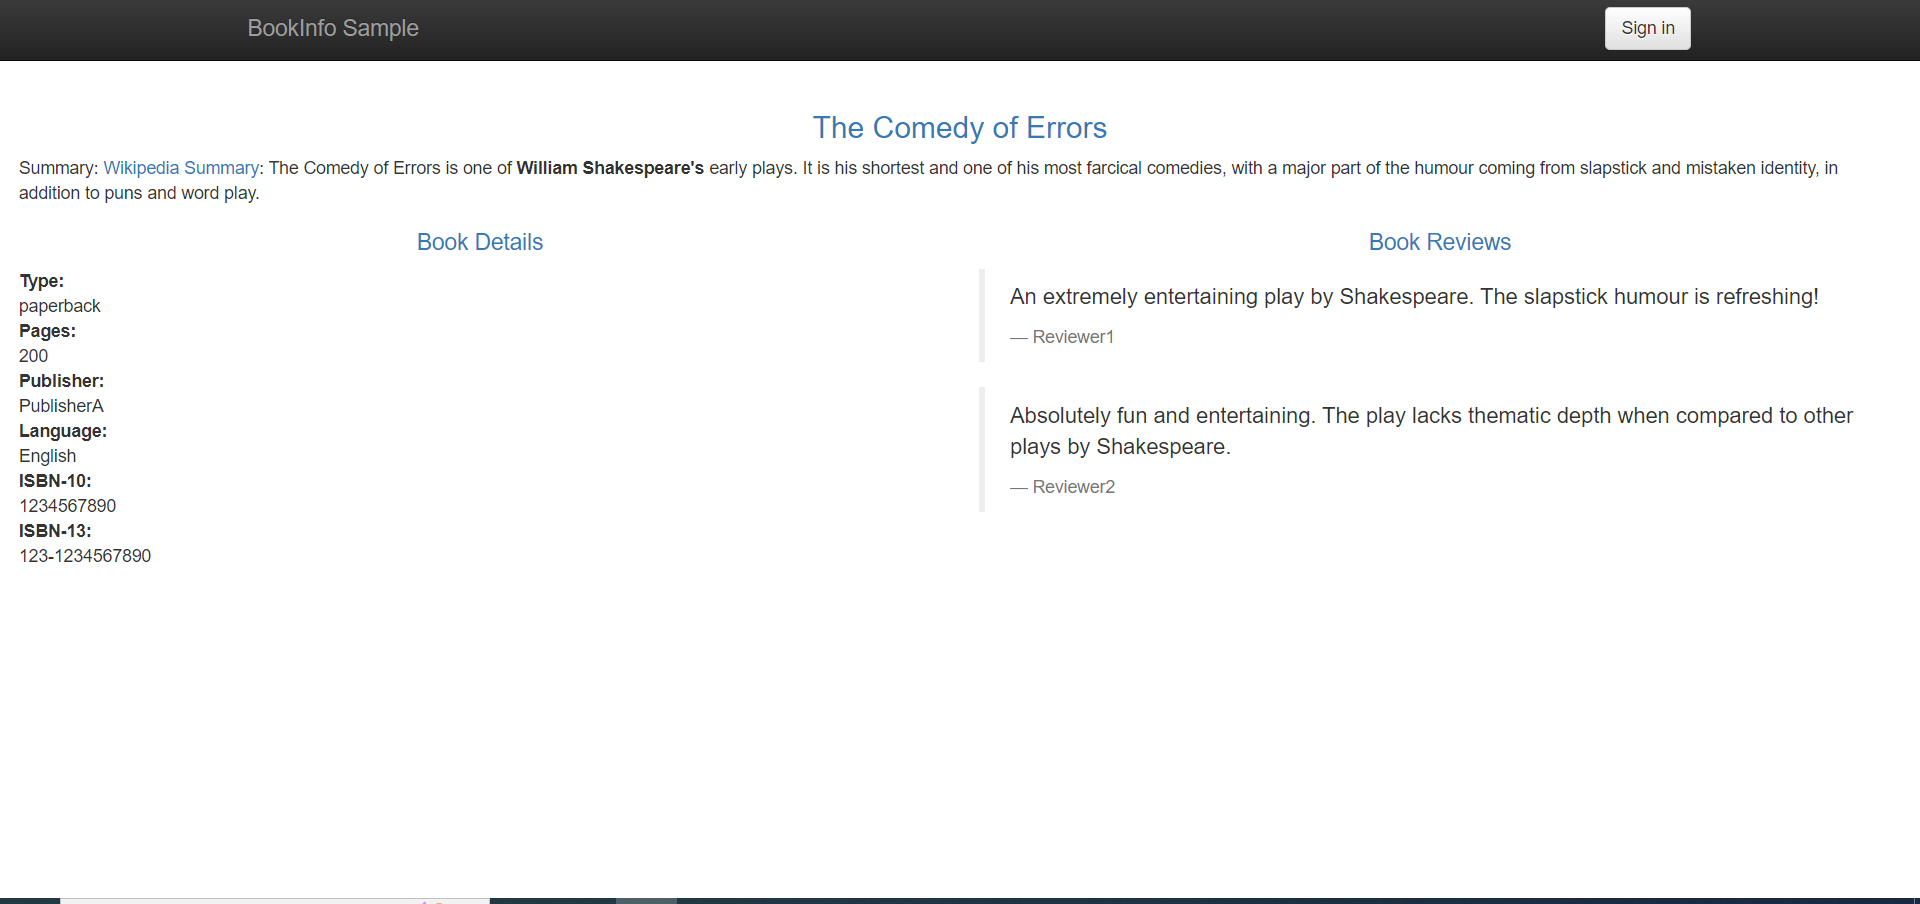 BookInfo Sample
Sign in
The Comedy of Errors
Summary: Wikipedia Summary: The Comedy of Errors is one of William Shakespeare's early plays. It is his shortest and one of his most farcical comedies, with a major part of the humour coming from slapstick and mistaken identity, in
addition to puns and word play.
Book Details
Type:
paperback
Pages:
200
Publisher:
PublisherA
Language:
English
ISBN-10:
1234567890
ISBN-13:
123-1234567890
Book Reviews
An extremely entertaining play by Shakespeare. The slapstick humour is refreshing!
— Reviewer1
Absolutely fun and entertaining. The play lacks thematic depth when compared to other
plays by Shakespeare.
— Reviewer2